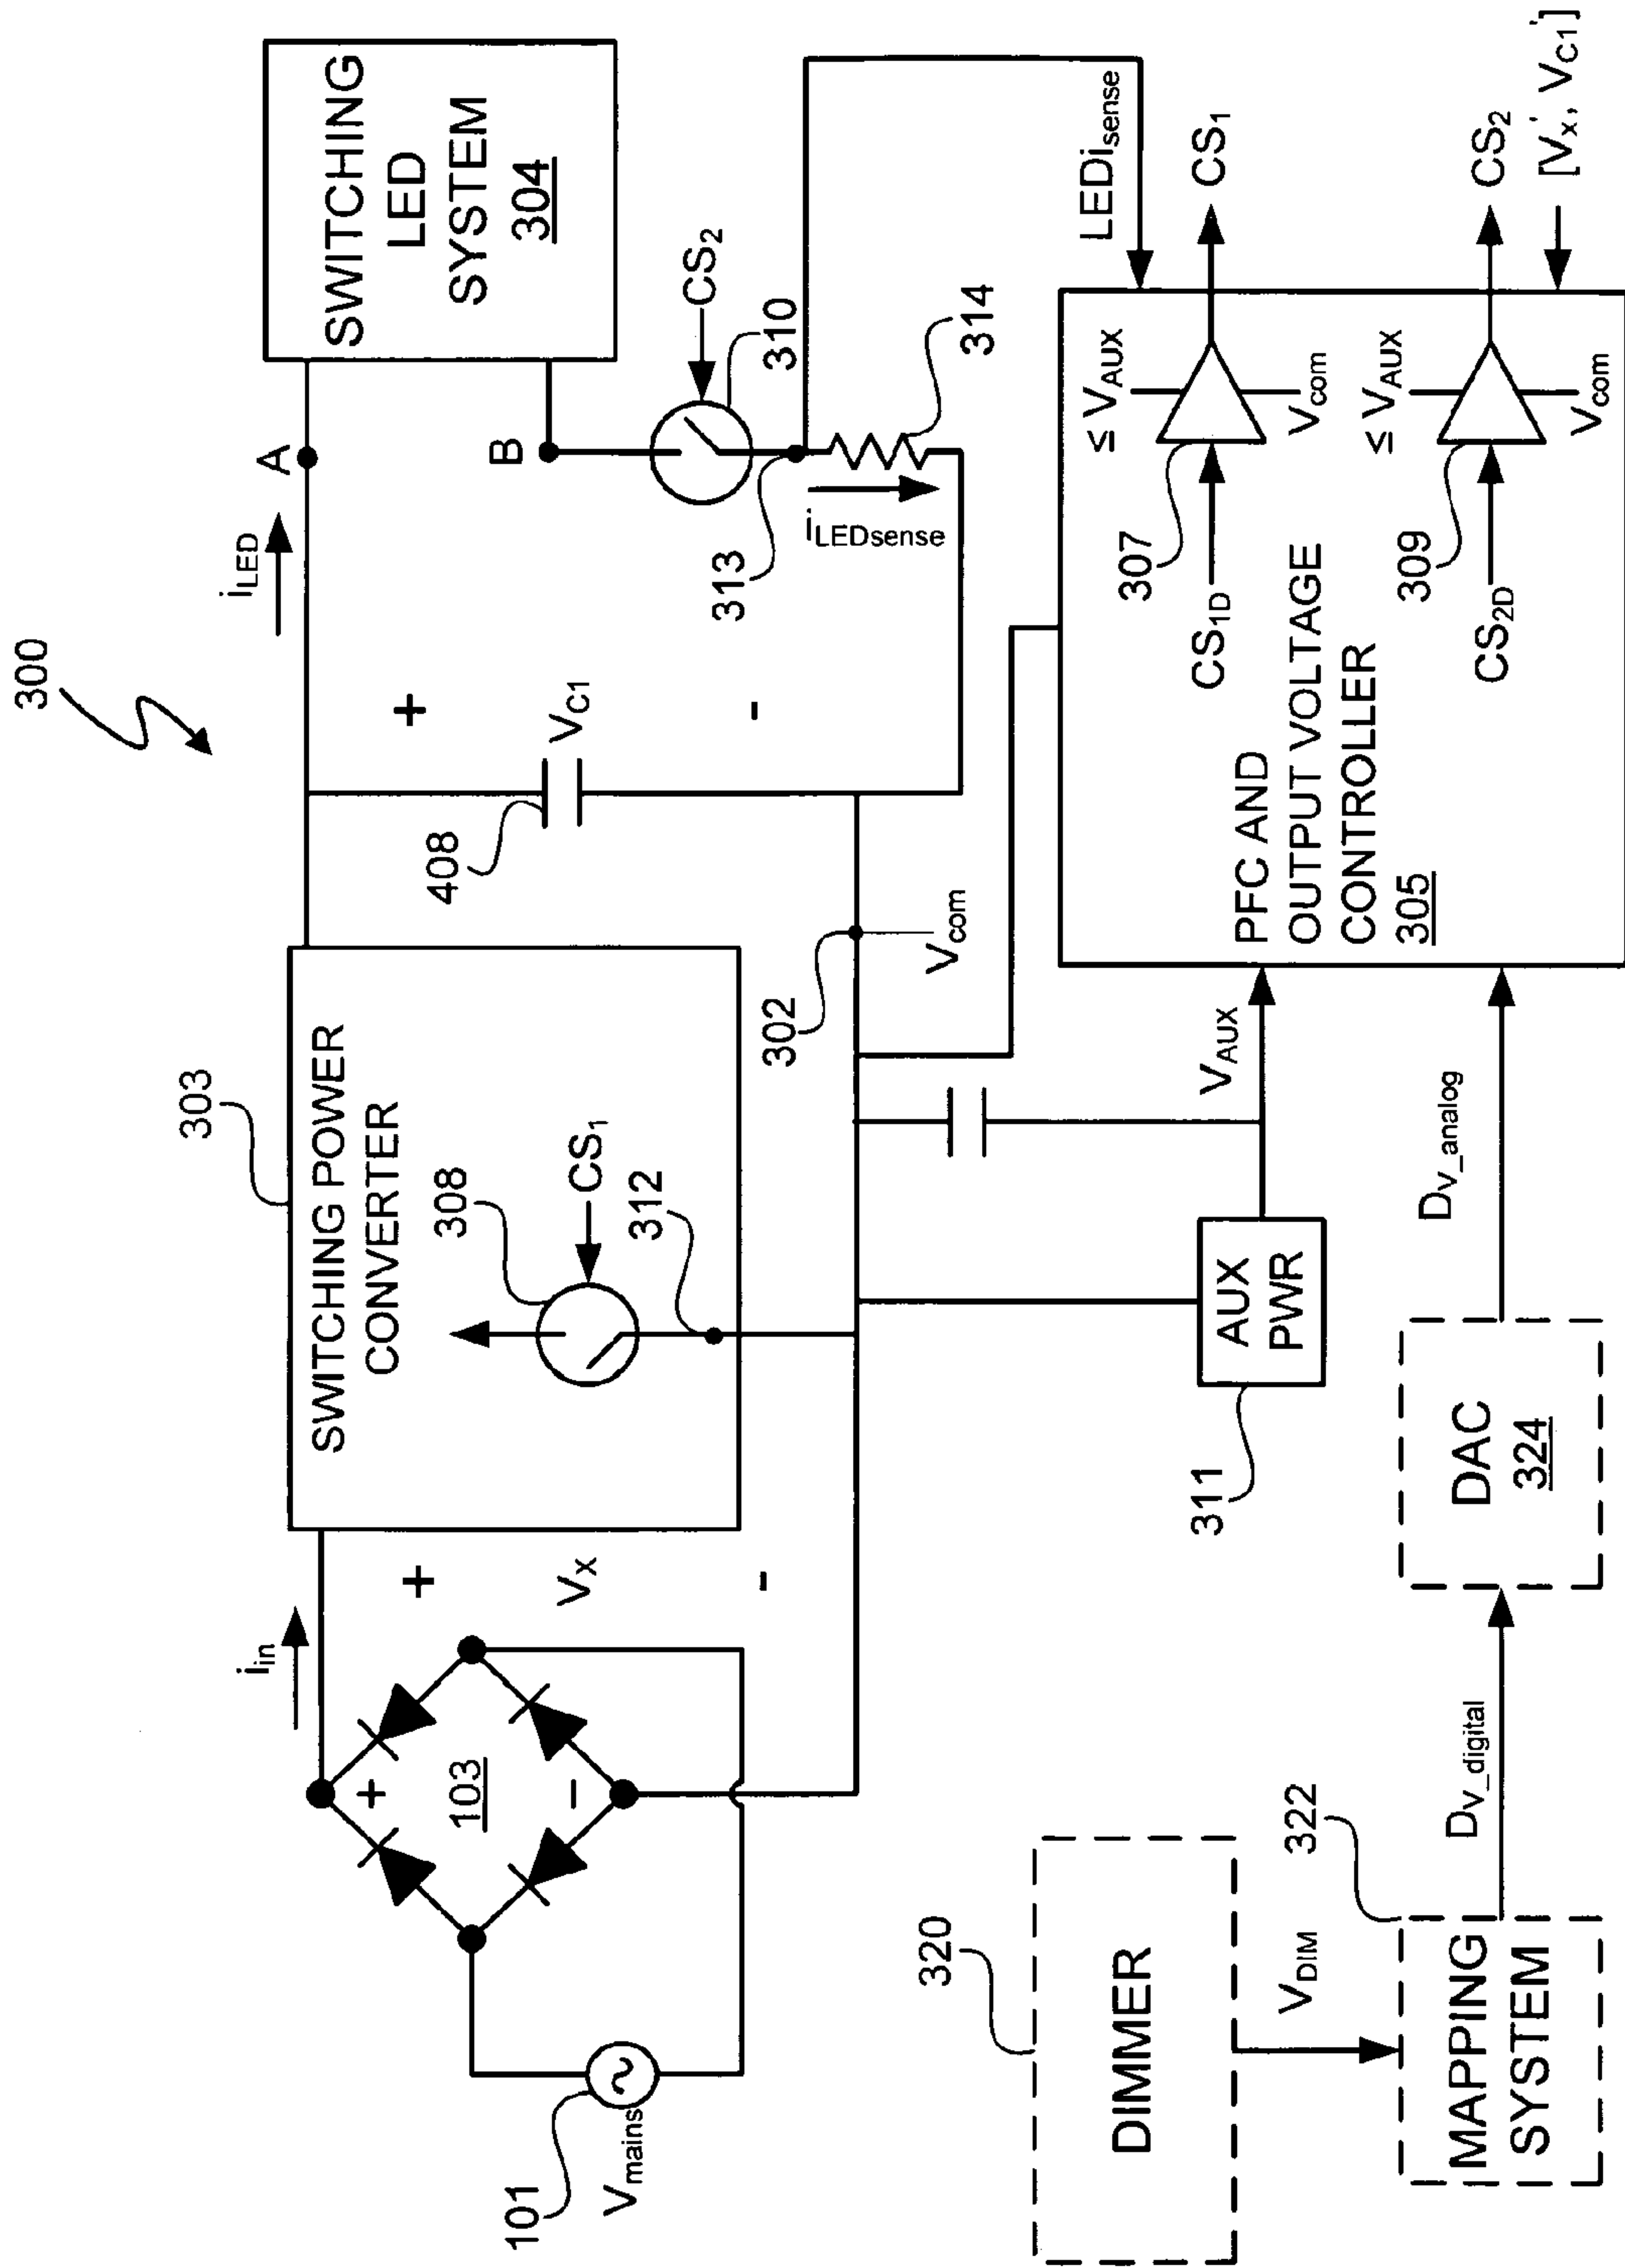 300
303
SWITCHING POWER
CONVERTER
308
CS1
312
iin
+
VX
-
+
103
-
101
Vmains
408
+
VC1
-
302
Vcom
iLED
A
SWITCHING
LED
SYSTEM
304
B
CS2
310
313
314
iLEDsense
LEDisense
311
AUX
PWR
VAUX
PFC AND
OUTPUT VOLTAGE
CONTROLLER
305
307
CS1D
≤ VAUX
Vcom
CS1
309
CS2D
≤ VAUX
Vcom
CS2
[Vx', VC1']
320
DIMMER
VDIM
322
MAPPING
SYSTEM
DV_digital
DAC
324
DV_analog